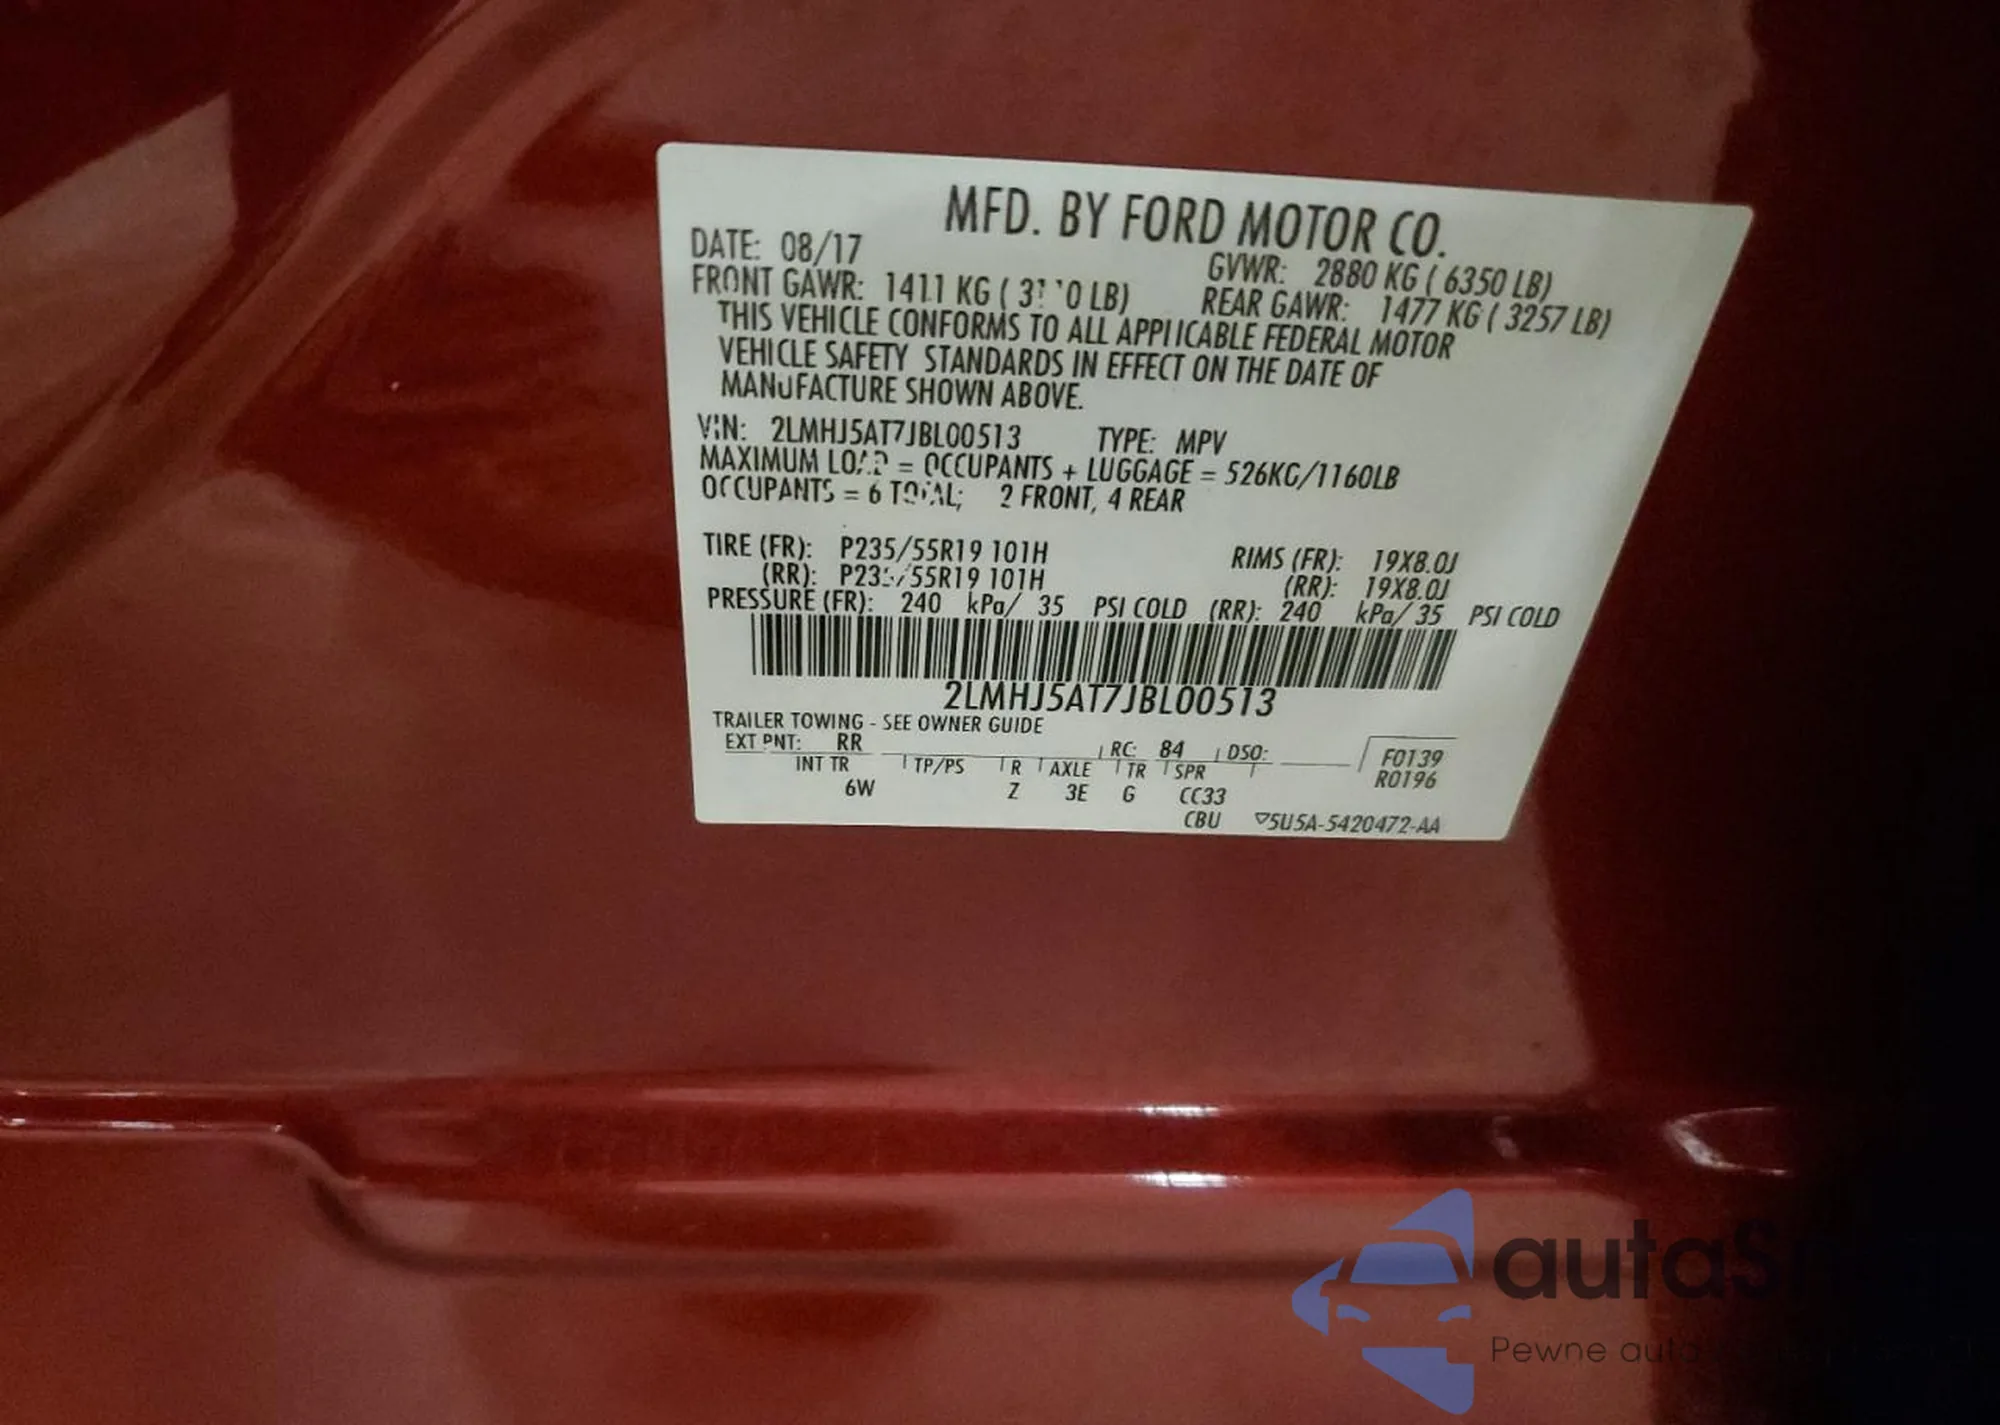 MFD. BY FORD MOTOR CO.
DATE: 08/17 GVWR: 2880 KG ( 6350 LB)
FRONT GAWR: 1411 KG ( LB) REAR GAWR: 1477 KG ( 3257 LB)
THIS VEHICLE CONFORMS TO ALL APPLICABLE FEDERAL MOTOR
VEHICLE SAFETY STANDARDS IN EFFECT ON THE DATE OF
MANUFACTURE SHOWN ABOVE.
VIN: 2LMHJ5AT7JBL00513 TYPE: MPV
MAXIMUM LOAD = OCCUPANTS + LUGGAGE = 526KG/1160LB
OCCUPANTS = 6 TOTAL; 2 FRONT, 4 REAR
TIRE (FR): P235/55R19 101H RIMS (FR): 19X8.0J
(RR): P235/55R19 101H (RR): 19X8.0J
PRESSURE (FR): 240 kPa/ 35 PSI COLD (RR): 240 kPa/ 35 PSI COLD
2LMHJ5AT7JBL00513
TRAILER TOWING - SEE OWNER GUIDE
EXT PNT: RR RC: 84 DSO: F0139
INT TR TP/PS R AXLE TR SPR R0196
6W Z 3E G CC33
CBU ▽5U5A-5420472-AA
Pewne